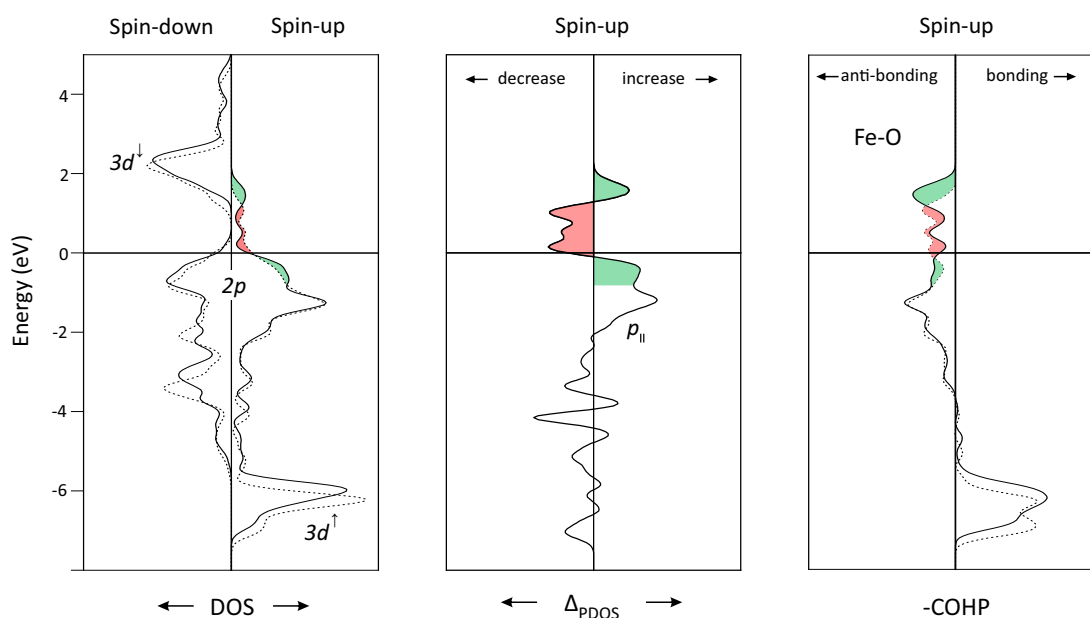 Spin-down Spin-up
Spin-up
Spin-up
decrease increase
anti-bonding bonding
Fe-O
4
3d↓
2
0
2p
-2
p||
-4
-6
3d↑
Energy (eV)
DOS
ΔPDOS
-COHP